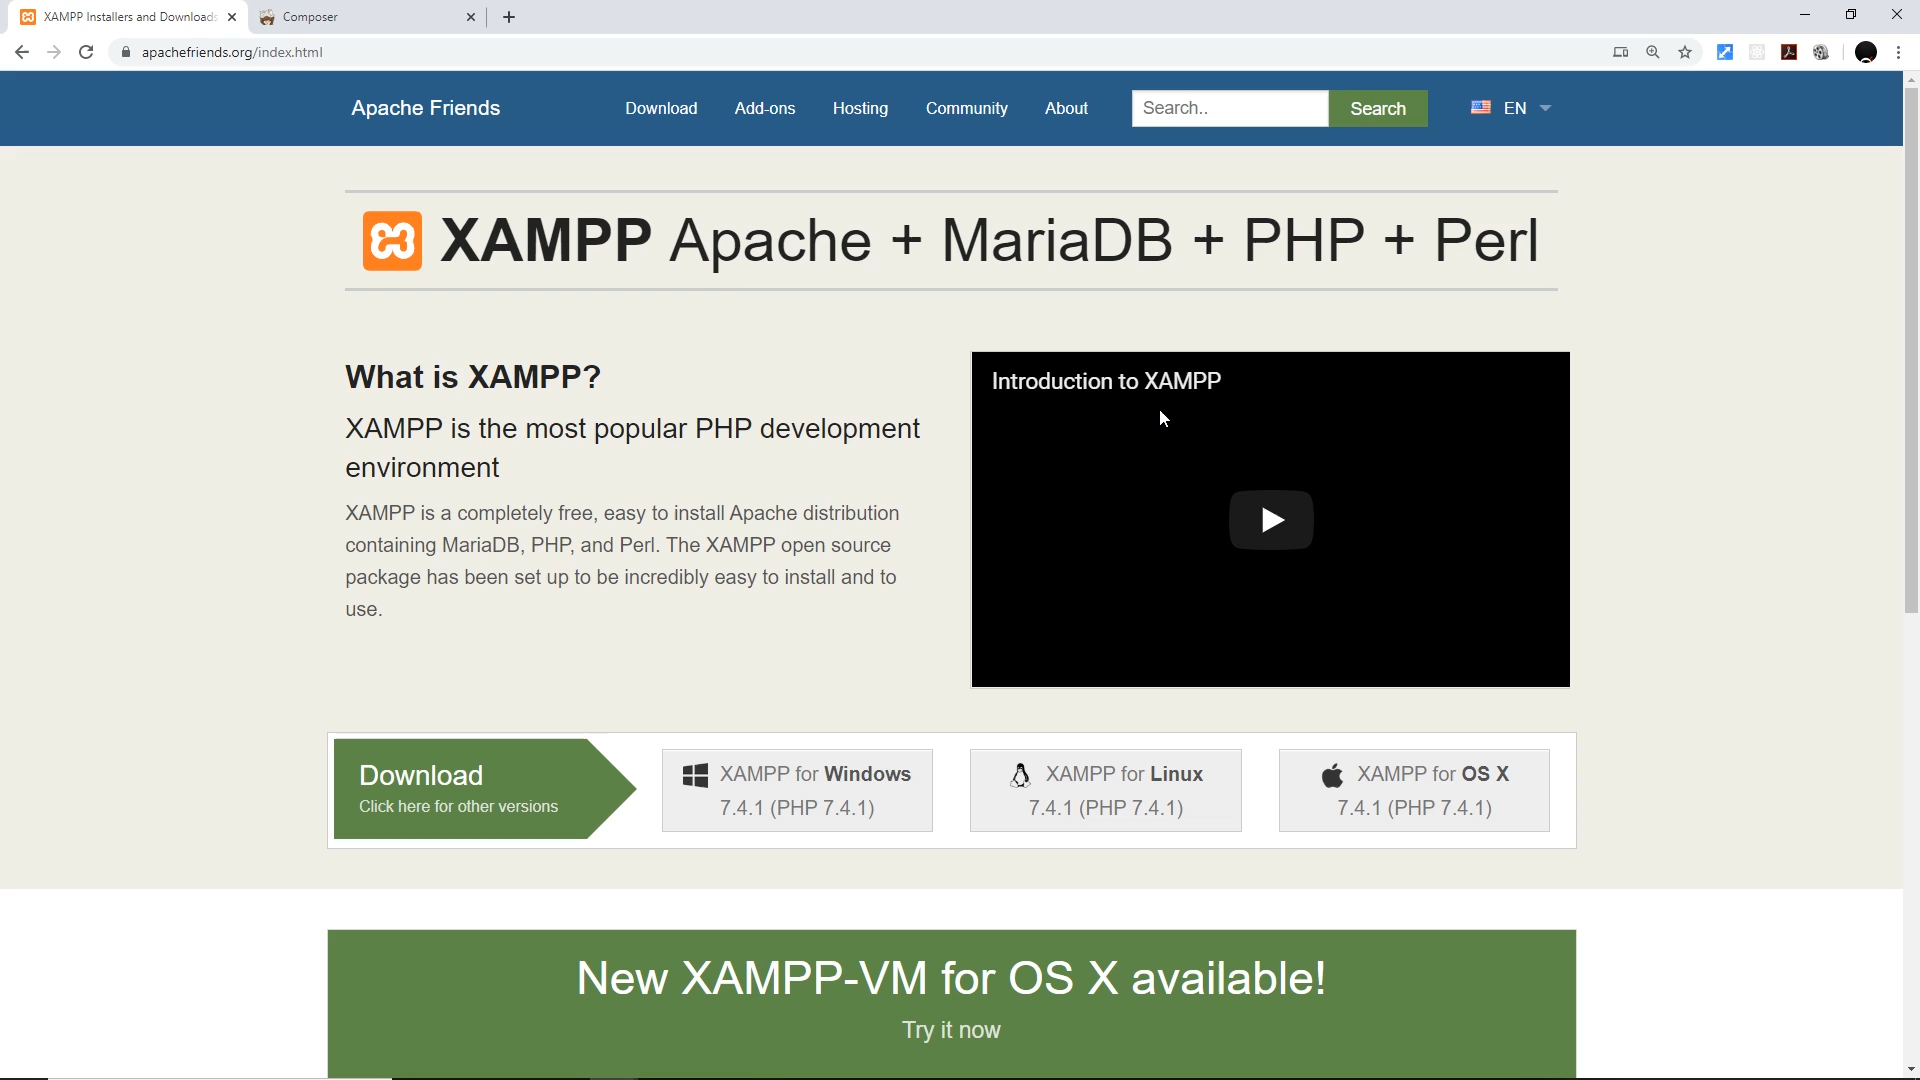 XAMPP Installers and Downloads
Composer
apachefriends.org/index.html
Apache Friends
Download
Add-ons
Hosting
Community
About
Search..
Search
EN
XAMPP Apache + MariaDB + PHP + Perl
What is XAMPP?
XAMPP is the most popular PHP development
environment
XAMPP is a completely free, easy to install Apache distribution
containing MariaDB, PHP, and Perl. The XAMPP open source
package has been set up to be incredibly easy to install and to
use.
Introduction to XAMPP
Download
Click here for other versions
XAMPP for Windows
7.4.1 (PHP 7.4.1)
XAMPP for Linux
7.4.1 (PHP 7.4.1)
XAMPP for OS X
7.4.1 (PHP 7.4.1)
New XAMPP-VM for OS X available!
Try it now